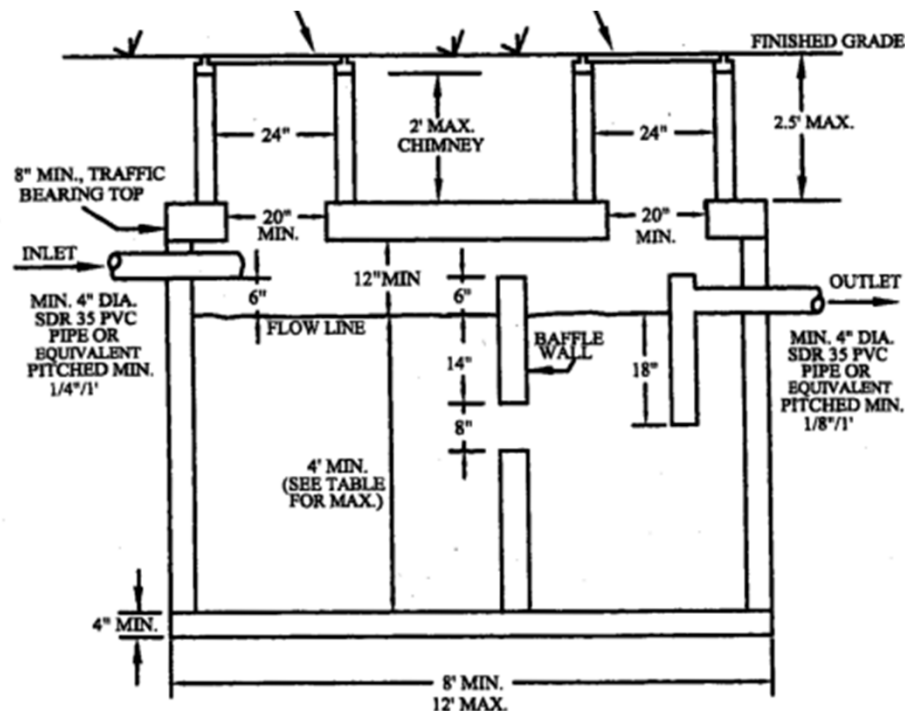 FINISHED GRADE
24"
2' MAX.
CHIMNEY
24"
2.5' MAX.
8" MIN., TRAFFIC
BEARING TOP
20"
MIN.
20"
MIN.
INLET
12"MIN
6"
6"
OUTLET
MIN. 4" DIA.
SDR 35 PVC
PIPE OR
EQUIVALENT
PITCHED MIN.
1/4"/1'
FLOW LINE
BAFFLE
WALL
14"
18"
MIN. 4" DIA.
SDR 35 PVC
PIPE OR
EQUIVALENT
PITCHED MIN.
1/8"/1'
8"
4' MIN.
(SEE TABLE
FOR MAX.)
4" MIN.
8' MIN.
12' MAX.